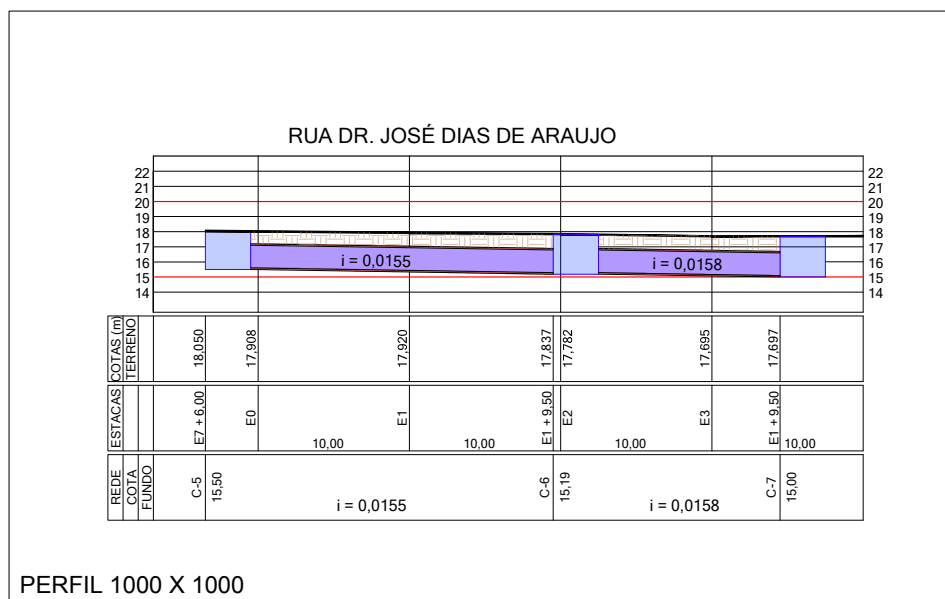 RUA DR. JOSÉ DIAS DE ARAUJO
22 22
21 21
20 20
19 19
18 18
17 17
16 16
15 15
14 14
i = 0,0155 i = 0,0158
COTAS (m)
TERRENO
18,050 17,908 17,920 17,837 17,782 17,695 17,697
ESTACAS
E7 + 6,00 E0 E1 E1 + 9,50 E2 E3 E1 + 9,50
10,00 10,00 10,00 10,00
REDE
COTA
FUNDO
C-5 15,50 C-6 15,19 C-7 15,00
i = 0,0155 i = 0,0158
PERFIL 1000 X 1000